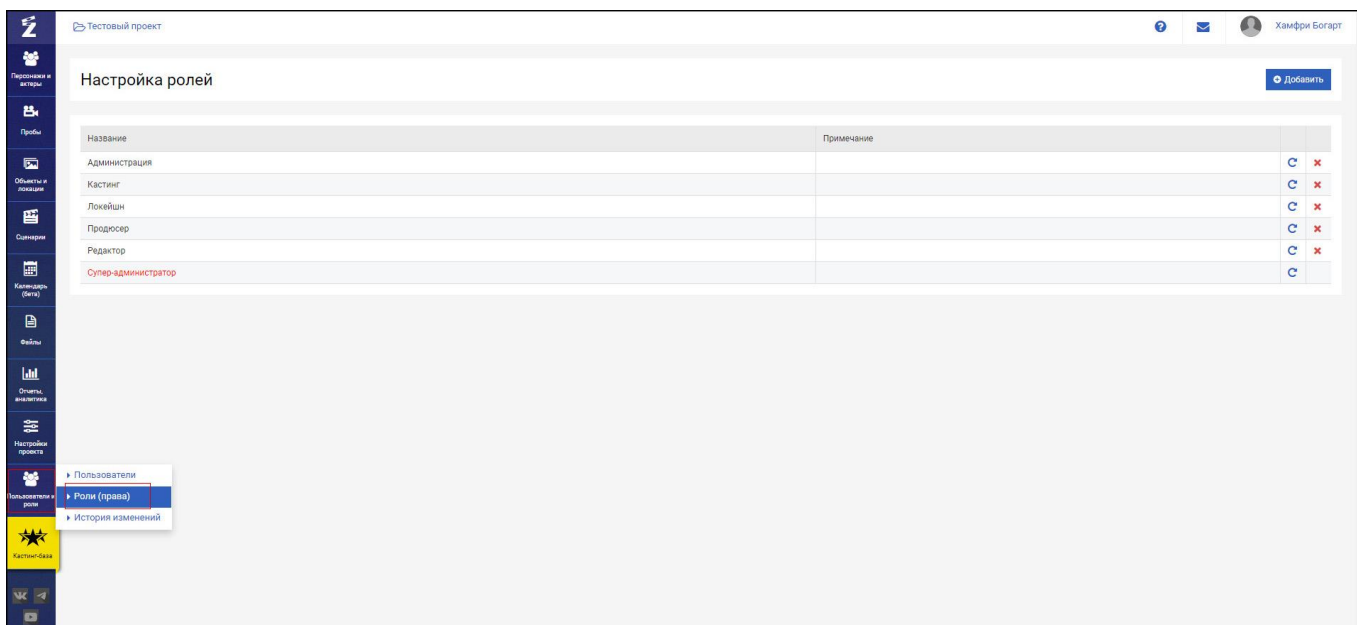 Тестовый проект
Хамфри Богарт
Персонажи и
актеры
Настройка ролей
Добавить
Пробы
Название
Примечание
Администрация
Объекты и
локации
Кастинг
Локейшн
Сценарии
Продюсер
Редактор
Супер-администратор
Календарь
(бета)
Файлы
Отчеты,
аналитика
Настройки
проекта
Пользователи и
роли
Пользователи
Роли (права)
История изменений
Кастинг-база